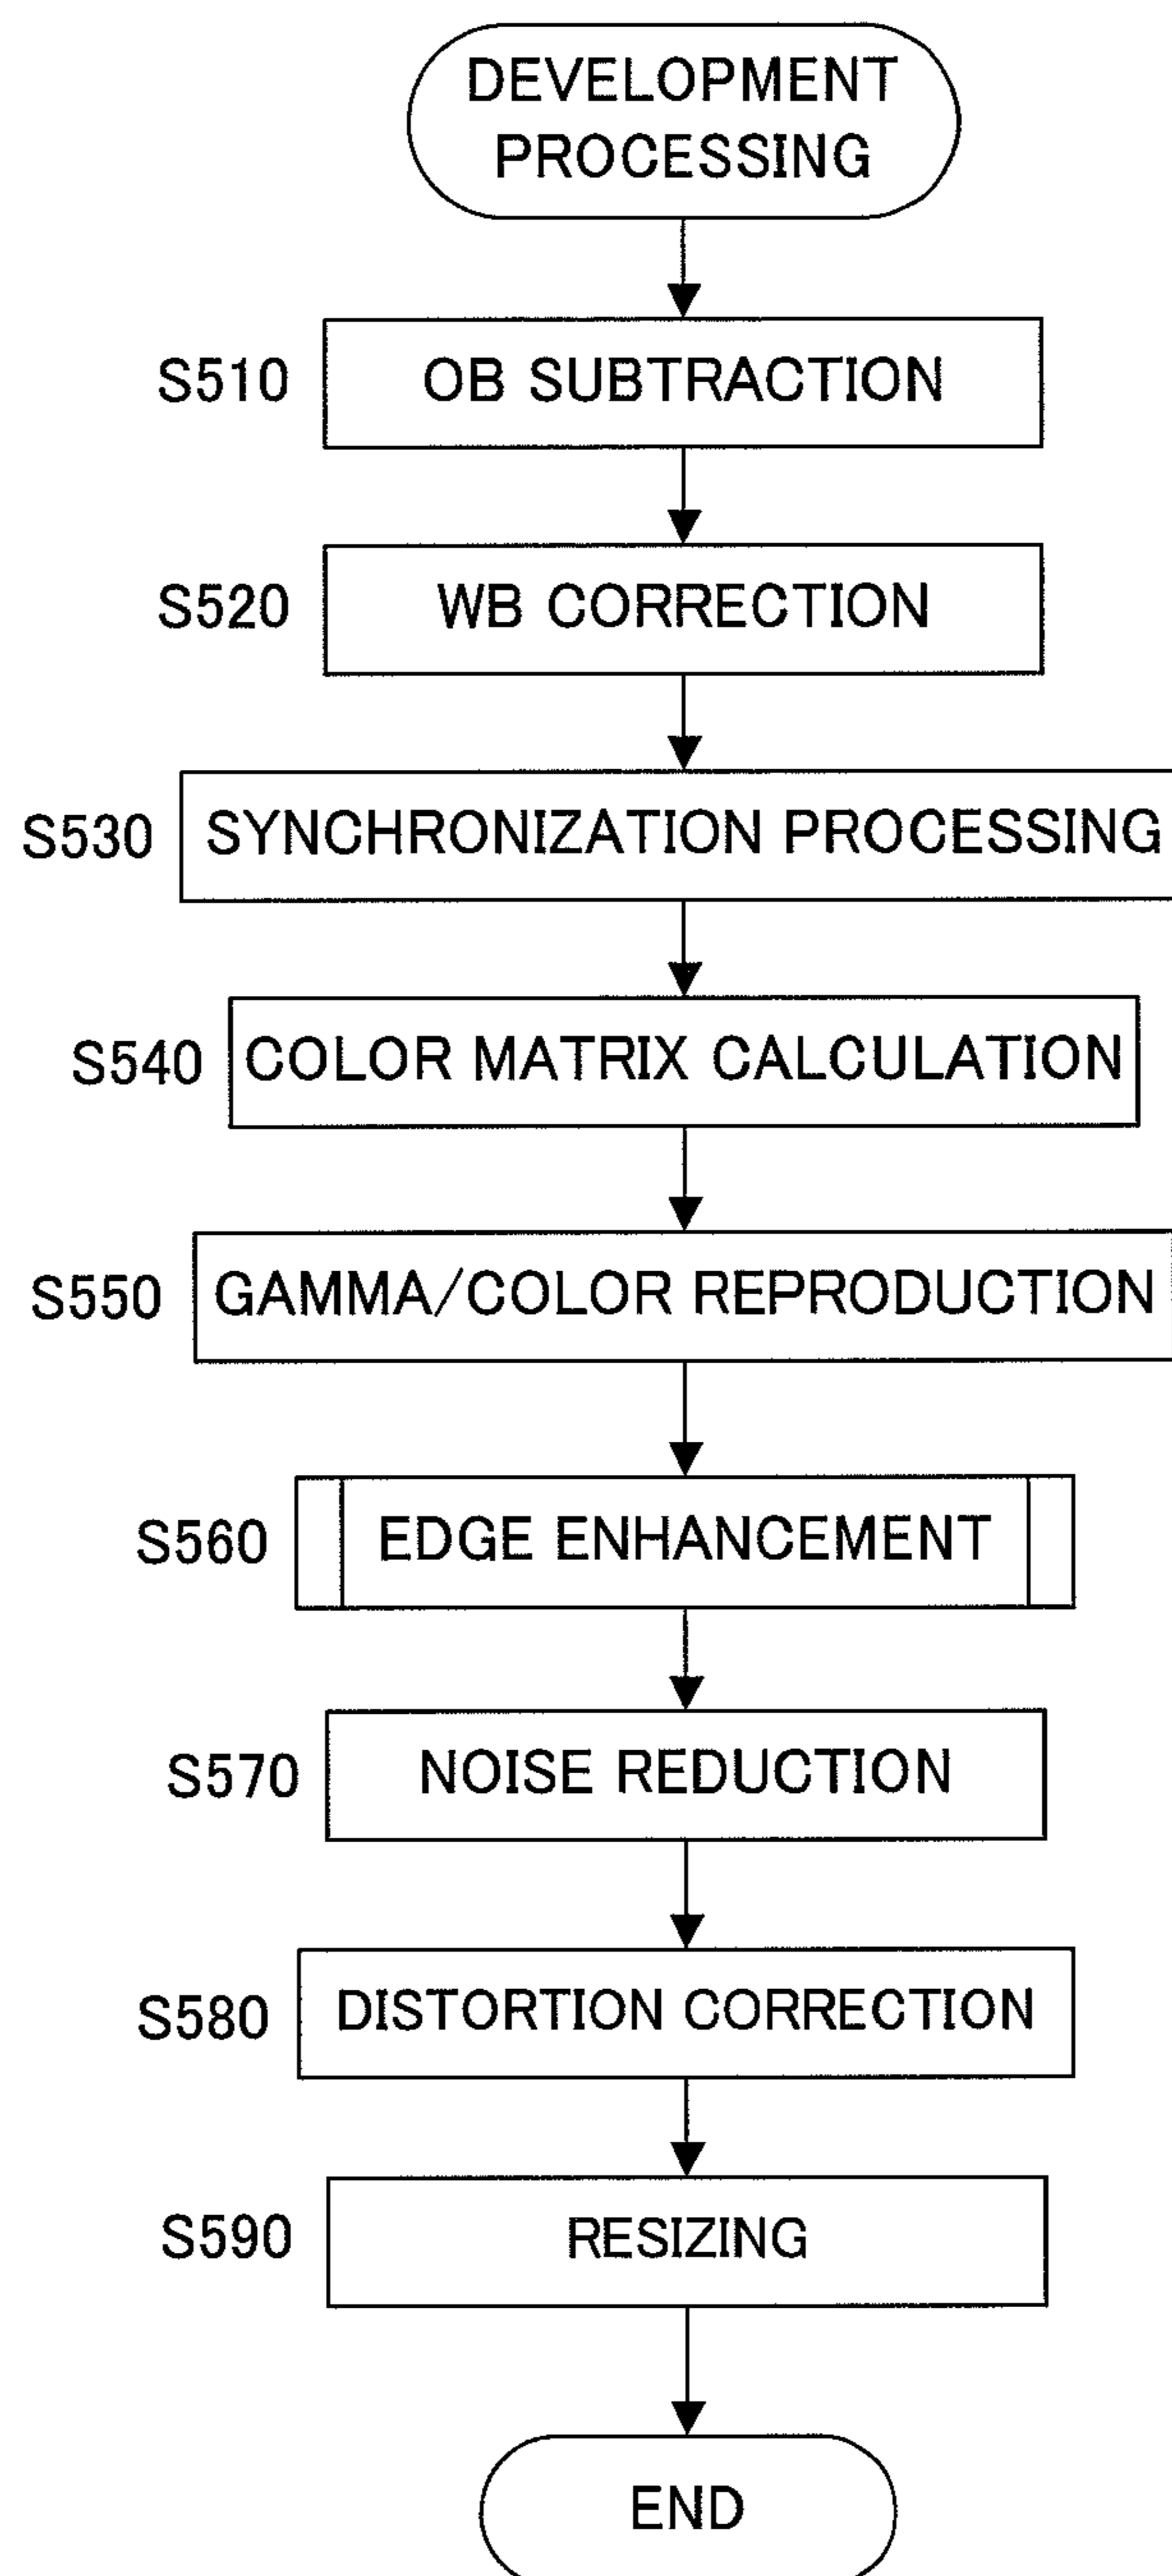 DEVELOPMENT
PROCESSING
S510 OB SUBTRACTION
S520 WB CORRECTION
S530 SYNCHRONIZATION PROCESSING
S540 COLOR MATRIX CALCULATION
S550 GAMMA/COLOR REPRODUCTION
S560 EDGE ENHANCEMENT
S570 NOISE REDUCTION
S580 DISTORTION CORRECTION
S590 RESIZING
END